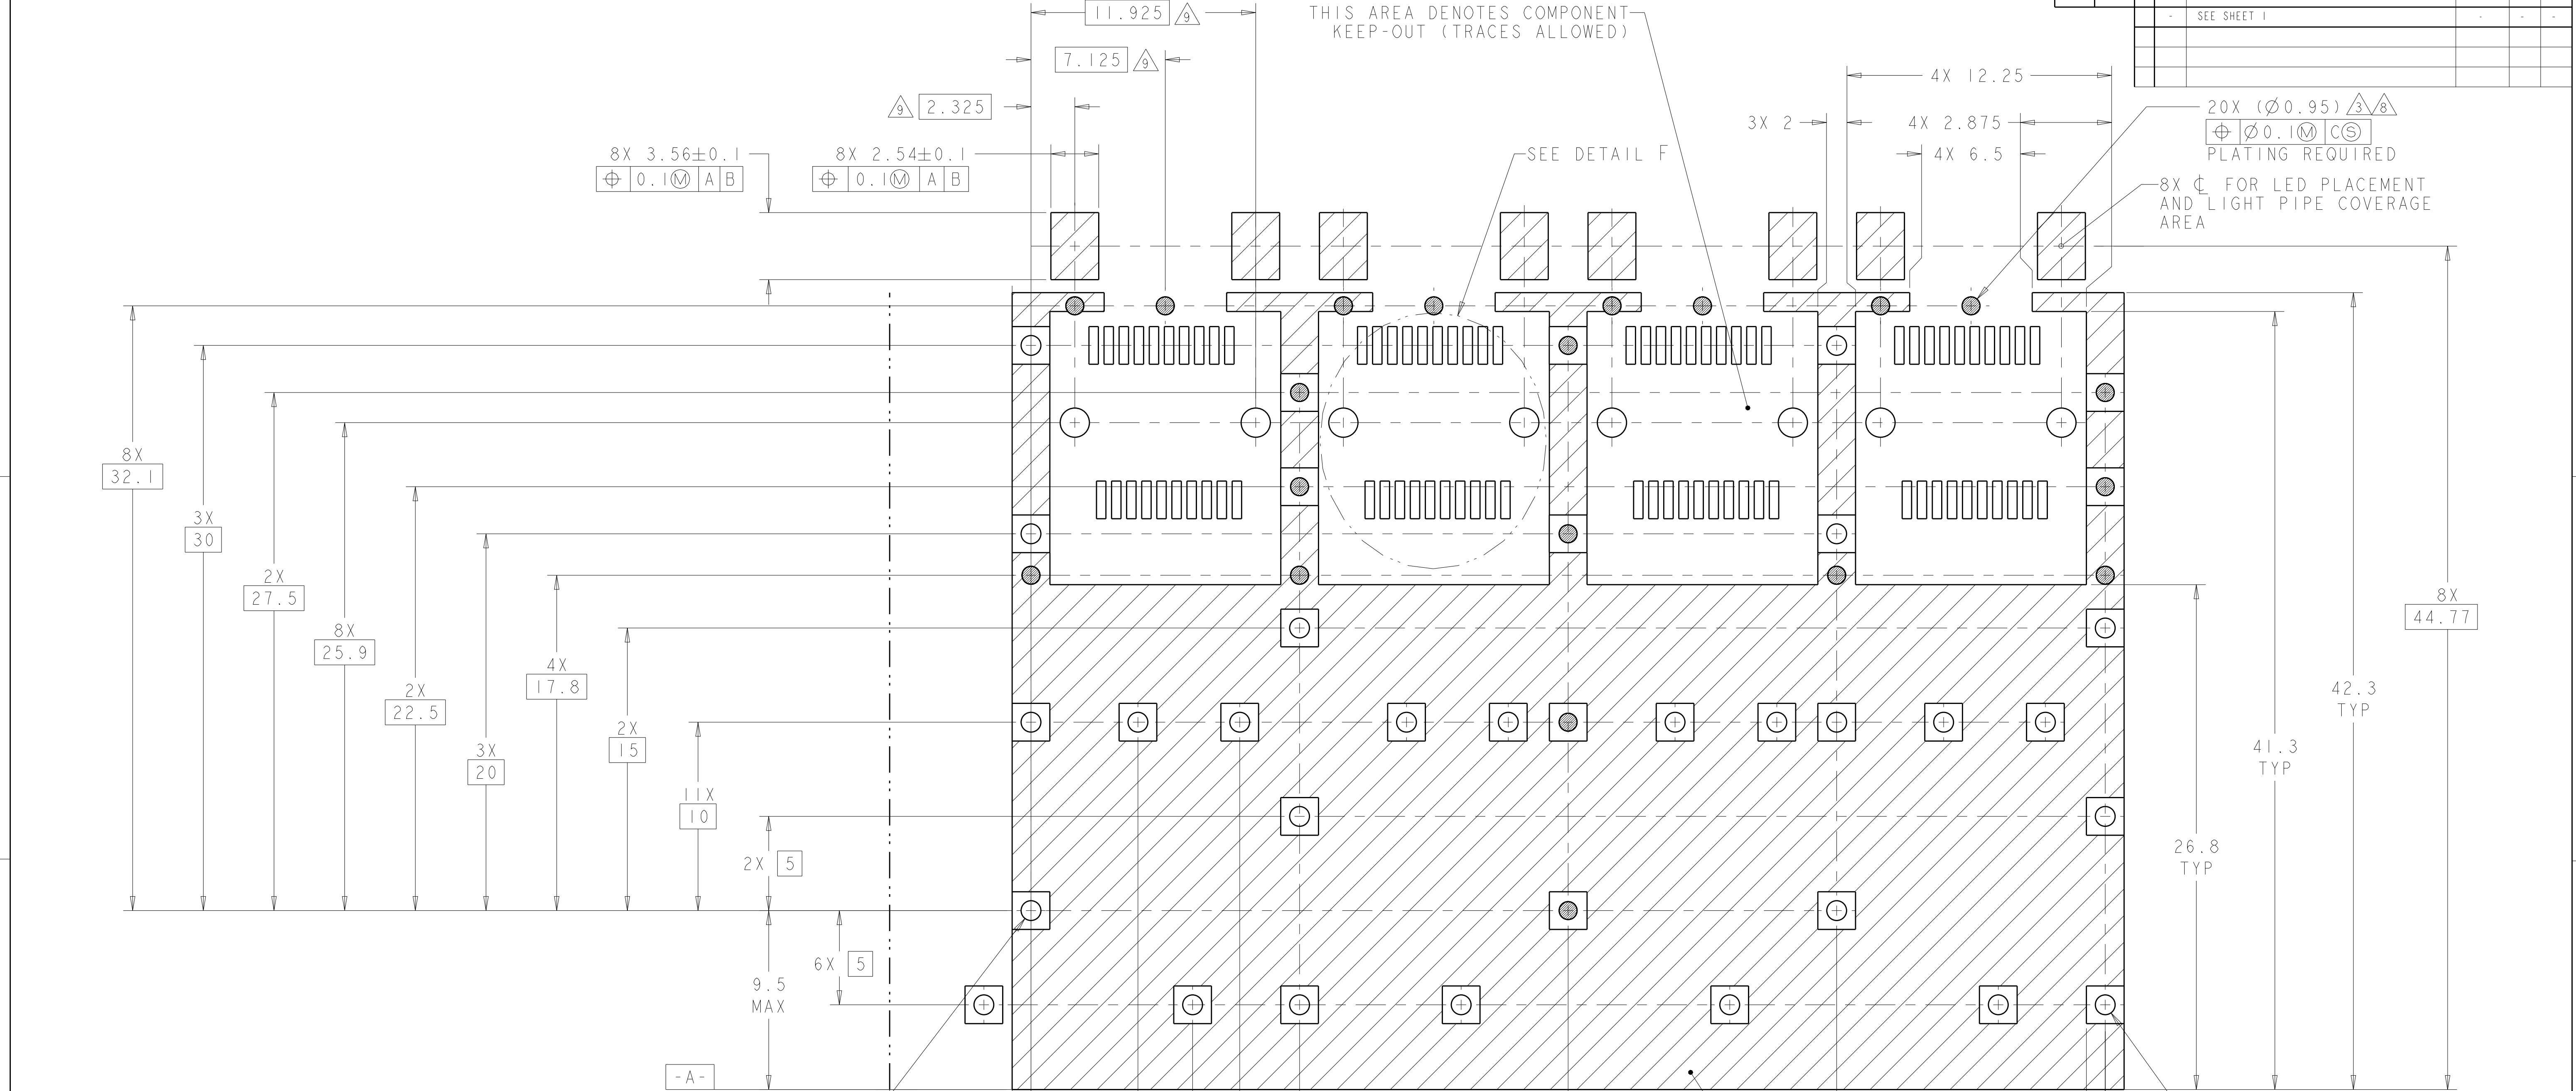 11.925 9
THIS AREA DENOTES COMPONENT
KEEP-OUT (TRACES ALLOWED)
- SEE SHEET 1 - - -
7.125 9
4X 12.25
9 2.325
20X (Ø0.95) 3 8
3X 2
4X 2.875
⌖ Ø0.1Ⓜ CⓈ
PLATING REQUIRED
8X 3.56±0.1
⌖ 0.1Ⓜ A B
8X 2.54±0.1
⌖ 0.1Ⓜ A B
SEE DETAIL F
4X 6.5
8X ℄ FOR LED PLACEMENT
AND LIGHT PIPE COVERAGE
AREA
8X
32.1
3X
30
2X
27.5
8X
25.9
2X
22.5
3X
20
4X
17.8
2X
15
11X
10
2X 5
6X 5
9.5
MAX
-A-
26.8
TYP
41.3
TYP
42.3
TYP
8X
44.77